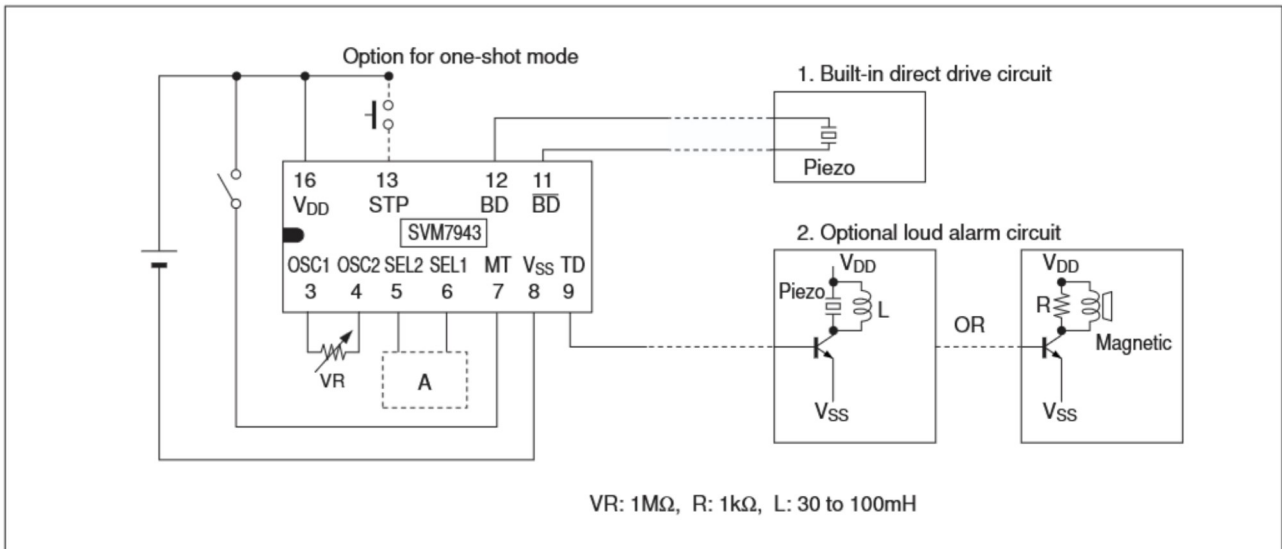 Option for one-shot mode
1. Built-in direct drive circuit
Piezo
16 13 12 11
VDD STP BD BD
SVM7943
OSC1 OSC2 SEL2 SEL1 MT VSS TD
3 4 5 6 7 8 9
VR
A
2. Optional loud alarm circuit
VDD
Piezo
L
VSS
OR
VDD
R
Magnetic
VSS
VR: 1MΩ, R: 1kΩ, L: 30 to 100mH